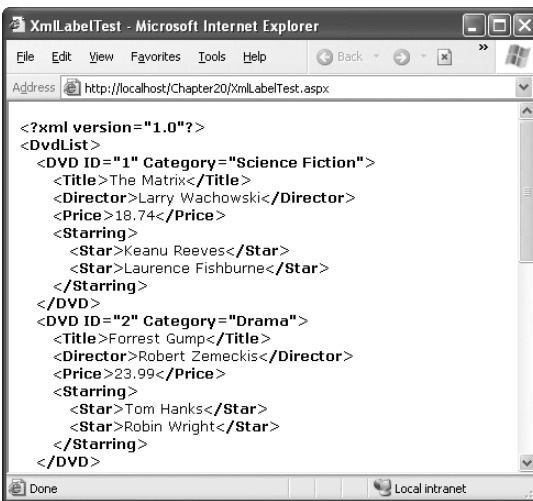 XmlLabelTest - Microsoft Internet Explorer
File Edit View Favorites Tools Help Back »
Address http://localhost/Chapter20/XmlLabelTest.aspx
<?xml version="1.0"?>
<DvdList>
<DVD ID="1" Category="Science Fiction">
<Title>The Matrix</Title>
<Director>Larry Wachowski</Director>
<Price>18.74</Price>
<Starring>
<Star>Keanu Reeves</Star>
<Star>Laurence Fishburne</Star>
</Starring>
</DVD>
<DVD ID="2" Category="Drama">
<Title>Forrest Gump</Title>
<Director>Robert Zemeckis</Director>
<Price>23.99</Price>
<Starring>
<Star>Tom Hanks</Star>
<Star>Robin Wright</Star>
</Starring>
</DVD>
Done Local intranet